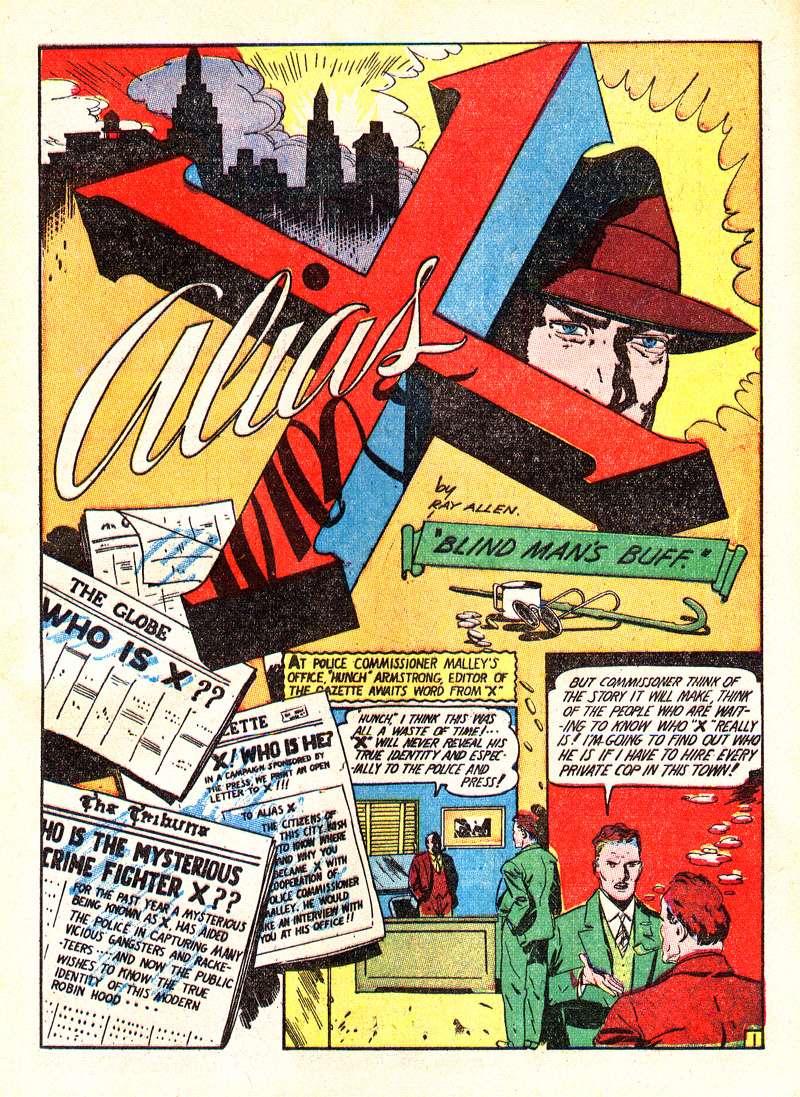 alias
X
by
RAY ALLEN.
"BLIND MAN'S BUFF."
THE GLOBE
WHO IS X??
ZETTE
X! WHO IS HE?
IN A CAMPAIGN SPONSORED BY
THE PRESS, WE PRINT AN OPEN
LETTER TO X!!!
TO ALIAS X
THE CITIZENS OF
THIS CITY WISH
TO KNOW WHERE
AND WHY YOU
BECAME X WITH
COOPERATION OF
POLICE COMMISSIONER
MALLEY. HE WOULD
LIKE AN INTERVIEW WITH
YOU AT HIS OFFICE!!
The Tribune
HO IS THE MYSTERIOUS
CRIME FIGHTER X??
FOR THE PAST YEAR A MYSTERIOUS
BEING KNOWN AS X, HAS AIDED
THE POLICE IN CAPTURING MANY
VICIOUS GANGSTERS AND RACKE-
-TEERS --- AND NOW THE PUBLIC
WISHES TO KNOW THE TRUE
IDENTITY OF THIS MODERN
ROBIN HOOD ....
AT POLICE COMMISSIONER MALLEY'S
OFFICE, "HUNCH" ARMSTRONG, EDITOR OF
THE GAZETTE AWAITS WORD FROM "X"
HUNCH," I THINK THIS WAS
ALL A WASTE OF TIME!...
"X" WILL NEVER REVEAL HIS
TRUE IDENTITY AND ESPEC-
-IALLY TO THE POLICE AND
PRESS!
BUT COMMISSIONER THINK OF
THE STORY IT WILL MAKE, THINK
OF THE PEOPLE WHO ARE WAIT-
-ING TO KNOW WHO "X" REALLY
IS! I'M GOING TO FIND OUT WHO
HE IS IF I HAVE TO HIRE EVERY
PRIVATE COP IN THIS TOWN!
1